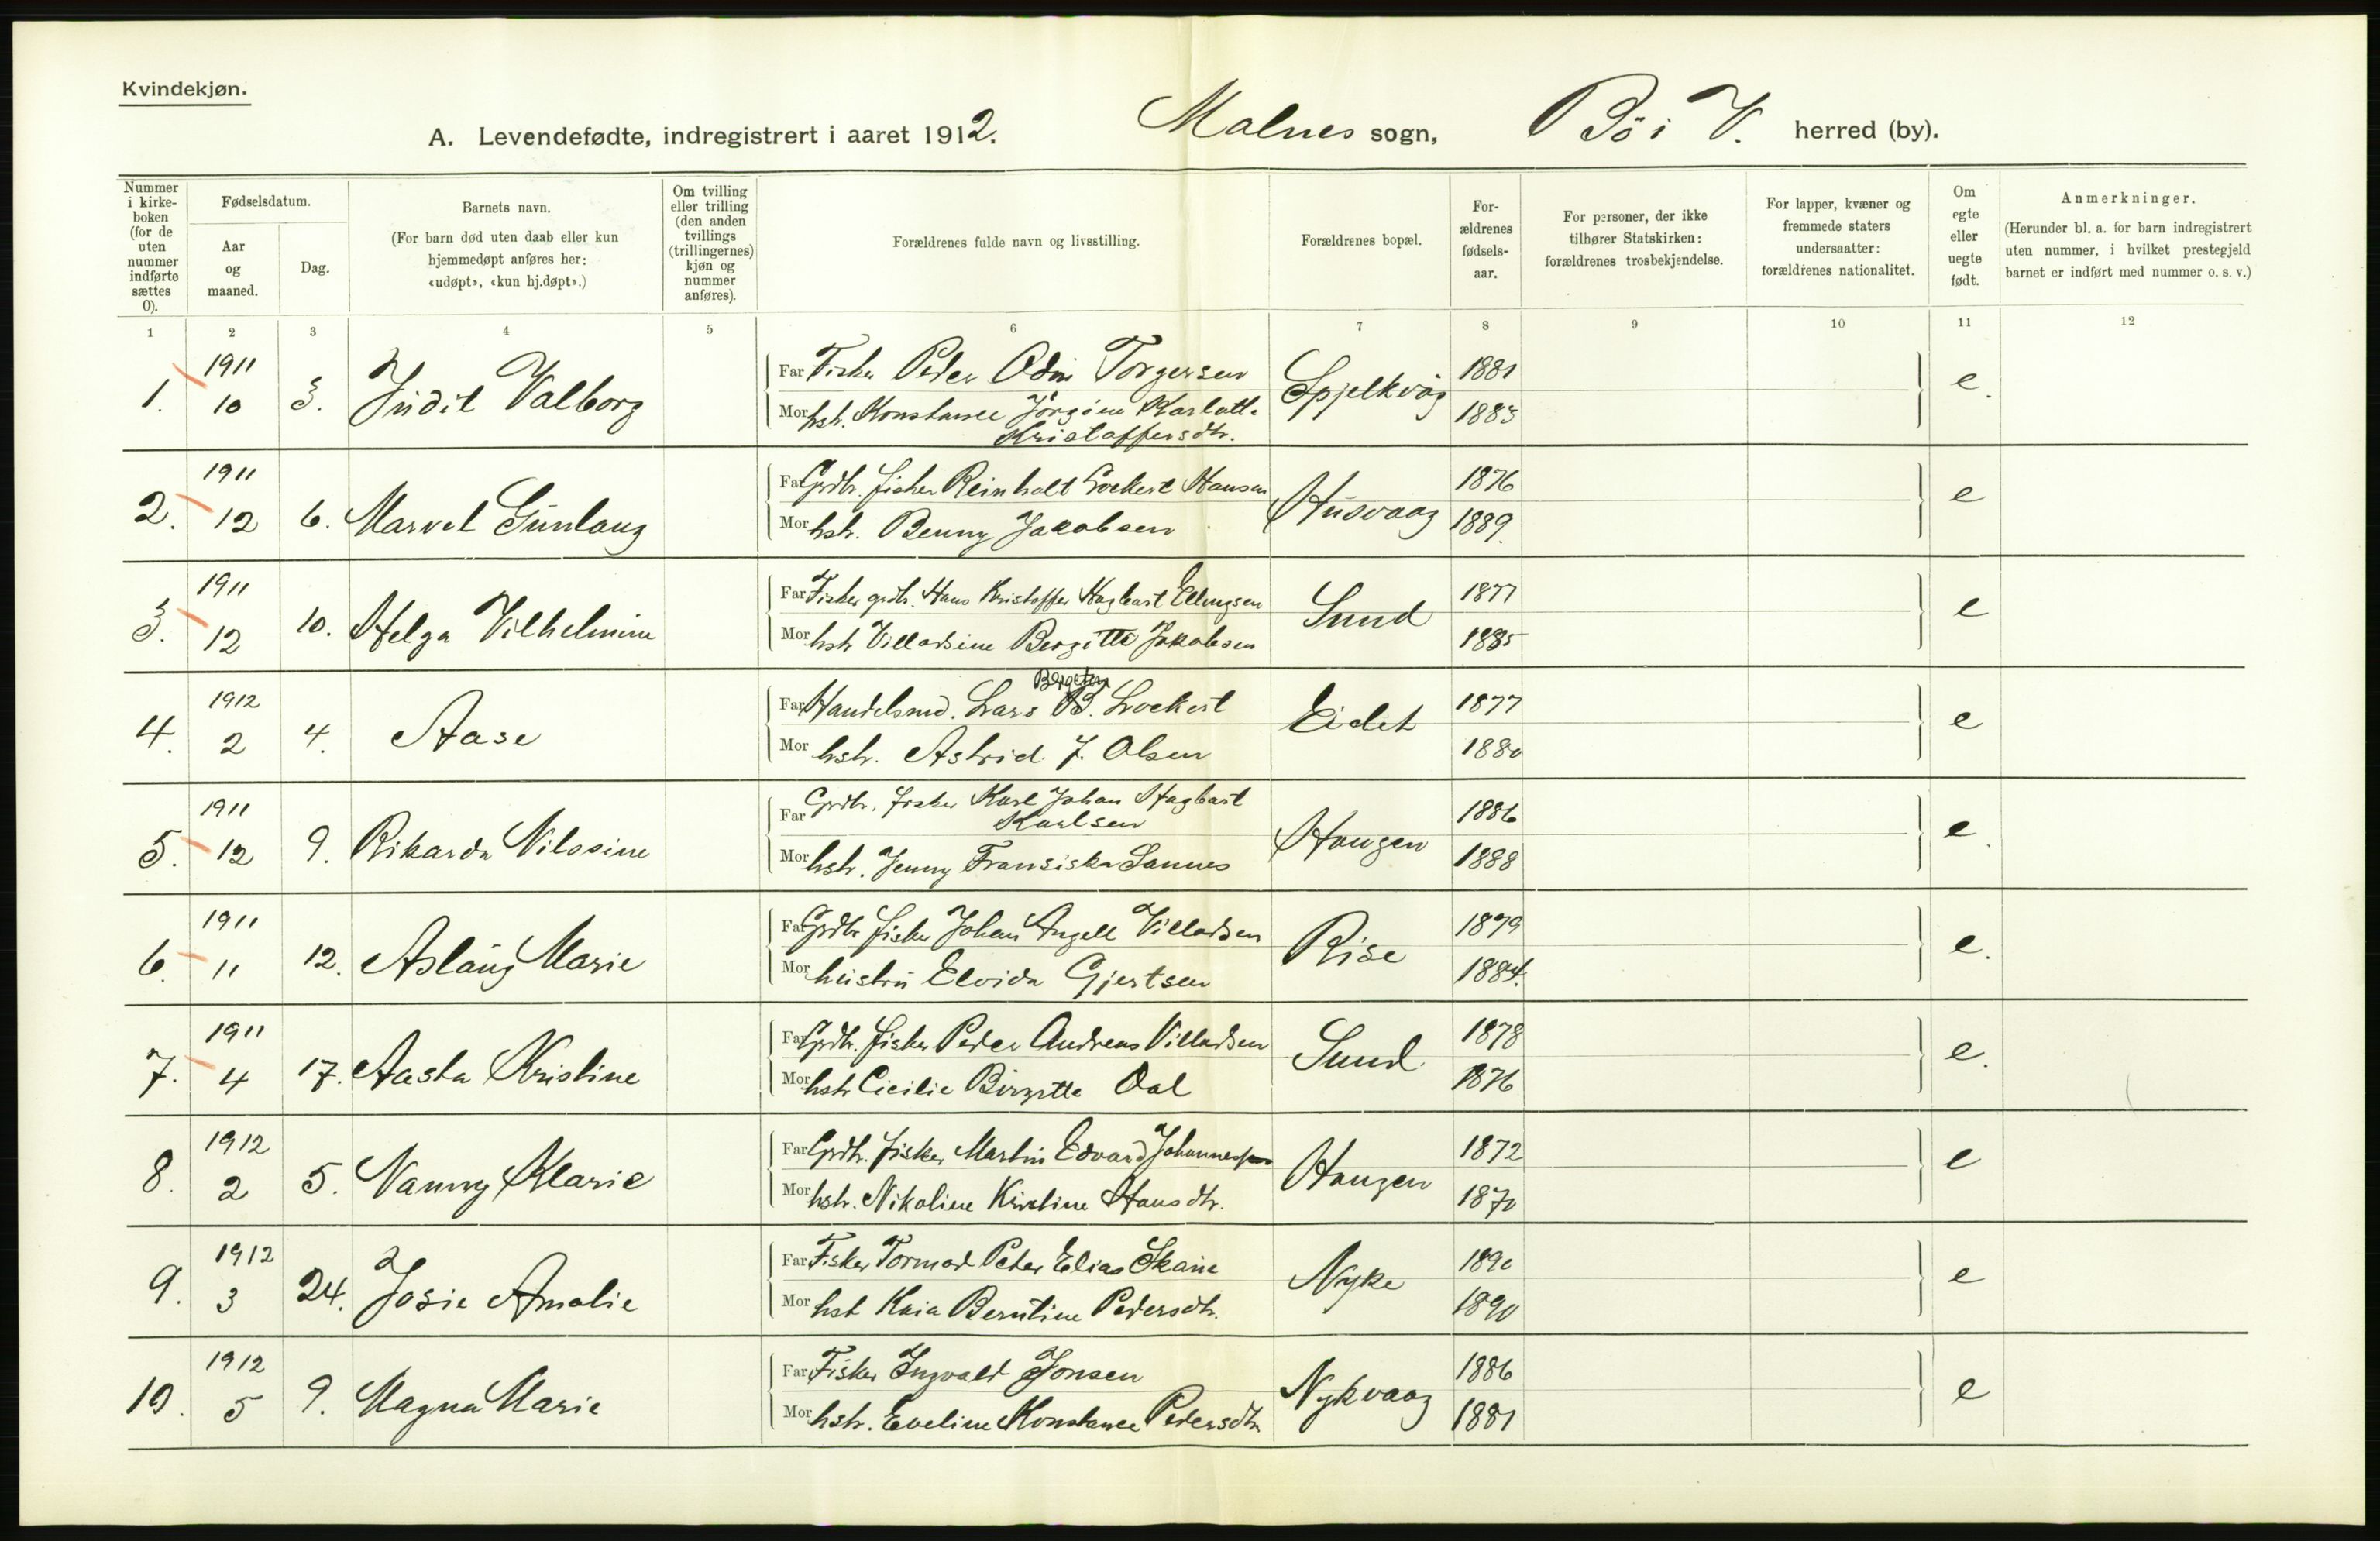 Kvindekjøn.
A. Levendefødte, indregistrert i aaret 1912. Malnes sogn, Bö i V. herred (by).
Nummer i kirkeboken (for de uten nummer indførte sættes 0).
Fødselsdatum.
Aar og maaned.
Dag.
Barnets navn.
(For barn død uten daab eller kun hjemmedøpt anføres her: «udøpt», «kun hj.døpt».)
Om tvilling eller trilling (den anden tvillings (trillingernes) kjøn og nummer anføres).
Forældrenes fulde navn og livsstilling.
Forældrenes bopæl.
Forældrenes fødselsaar.
For personer, der ikke tilhører Statskirken: forældrenes trosbekjendelse.
For lapper, kvæner og fremmede staters undersaatter: forældrenes nationalitet.
Om egte eller uegte født.
Anmerkninger.
(Herunder bl. a. for barn indregistrert uten nummer, i hvilket prestegjeld barnet er indført med nummer o. s. v.)
1 2 3 4 5 6 7 8 9 10 11 12
1. 1911 10 3. Judit Valborg
Far Fisker Peder Odin Torgersen Spjelkvåg 1881 e.
Mor hstr. Konstance Jörgine Karlotte 1883
Kristoffersdtr.
2. 1911 12 6. Marvel Gunlaug
Far Grdbr. fisker Reinholt Lockert Hansen Husvaag 1876 e
Mor hstr. Benny Jakobsen 1889.
3. 1911 12 10. Helga Vilhelmine
Far Fisker grdbr. Hans Kristoffer Hagbart Ellingsen Sund 1877 e
Mor hstr Villadsine Bergitte Jakobsen 1885
4. 1912 2 4. Aase
Far Handelsmd. Lars B. Lockert Eidet 1877 e
Mor hstr. Astrid J. Olsen 1880
5. 1911 12 9. Rikarda Nilssine
Far Grdbr. fisker Karl Johan Hagbart
Karlsen Haugen 1886 e.
Mor hstr. Jenny Fransiska Sannes 1888
6. 1911 11 12. Aslaug Marie
Far Grdbr fisker Johan Angell Villadsen Rise 1879 e.
Mor hustru Elvida Gjertsen 1884.
7. 1911 4 17. Aasta Kristine
Far Grdbr. fisker Peder Andreas Villadsen Sund 1878 e.
Mor hstr Cicilie Birgitte Dal 1876
8. 1912 2 5. Nanny Marie
Far Grdbr. fisker Martin Edvard Johannessen Haugen 1872 e
Mor hstr. Nikoline Kristine Hansdtr. 1870
9. 1912 3 24. Josie Amalie
Far Fisker Tormod Peter Elias Skarie Nyke 1890 e
Mor hst Kaia Berntine Pedersdtr. 1890
10. 1912 5 9. Magna Marie
Far Fisker Ingvald Jonsen Nykvaag 1886 e
Mor hstr. Eveline Konstance Pedersdtr 1881